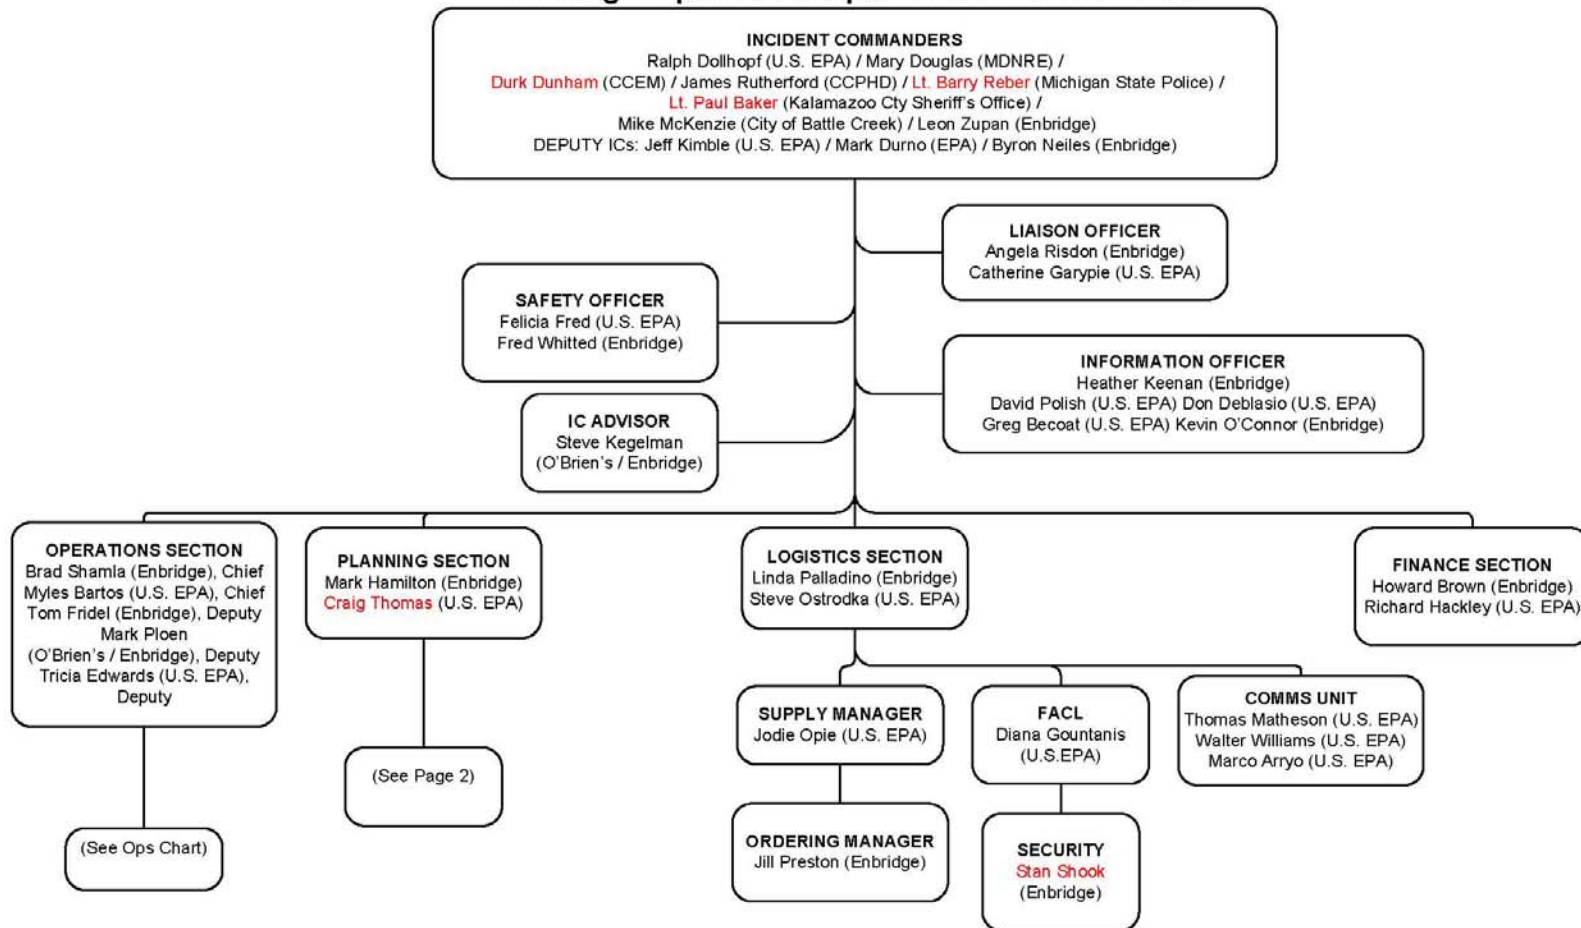 INCIDENT COMMANDERS
Ralph Dollhopf (U.S. EPA) / Mary Douglas (MDNRE) /
Durk Dunham (CCEM) / James Rutherford (CCPHD) / Lt. Barry Reber (Michigan State Police) /
Lt. Paul Baker (Kalamazoo Cty Sheriff's Office) /
Mike McKenzie (City of Battle Creek) / Leon Zupan (Enbridge)
DEPUTY ICs: Jeff Kimble (U.S. EPA) / Mark Durno (EPA) / Byron Neiles (Enbridge)
LIAISON OFFICER
Angela Risdon (Enbridge)
Catherine Garypie (U.S. EPA)
SAFETY OFFICER
Felicia Fred (U.S. EPA)
Fred Whitted (Enbridge)
INFORMATION OFFICER
Heather Keenan (Enbridge)
David Polish (U.S. EPA) Don Deblasio (U.S. EPA)
Greg Becoat (U.S. EPA) Kevin O'Connor (Enbridge)
IC ADVISOR
Steve Kegelman
(O'Brien's / Enbridge)
OPERATIONS SECTION
Brad Shamla (Enbridge), Chief
Myles Bartos (U.S. EPA), Chief
Tom Fridel (Enbridge), Deputy
Mark Ploen
(O'Brien's / Enbridge), Deputy
Tricia Edwards (U.S. EPA),
Deputy
(See Ops Chart)
PLANNING SECTION
Mark Hamilton (Enbridge)
Craig Thomas (U.S. EPA)
(See Page 2)
LOGISTICS SECTION
Linda Palladino (Enbridge)
Steve Ostrodka (U.S. EPA)
FINANCE SECTION
Howard Brown (Enbridge)
Richard Hackley (U.S. EPA)
SUPPLY MANAGER
Jodie Opie (U.S. EPA)
ORDERING MANAGER
Jill Preston (Enbridge)
FACL
Diana Gountanis
(U.S.EPA)
SECURITY
Stan Shook
(Enbridge)
COMMS UNIT
Thomas Matheson (U.S. EPA)
Walter Williams (U.S. EPA)
Marco Arryo (U.S. EPA)